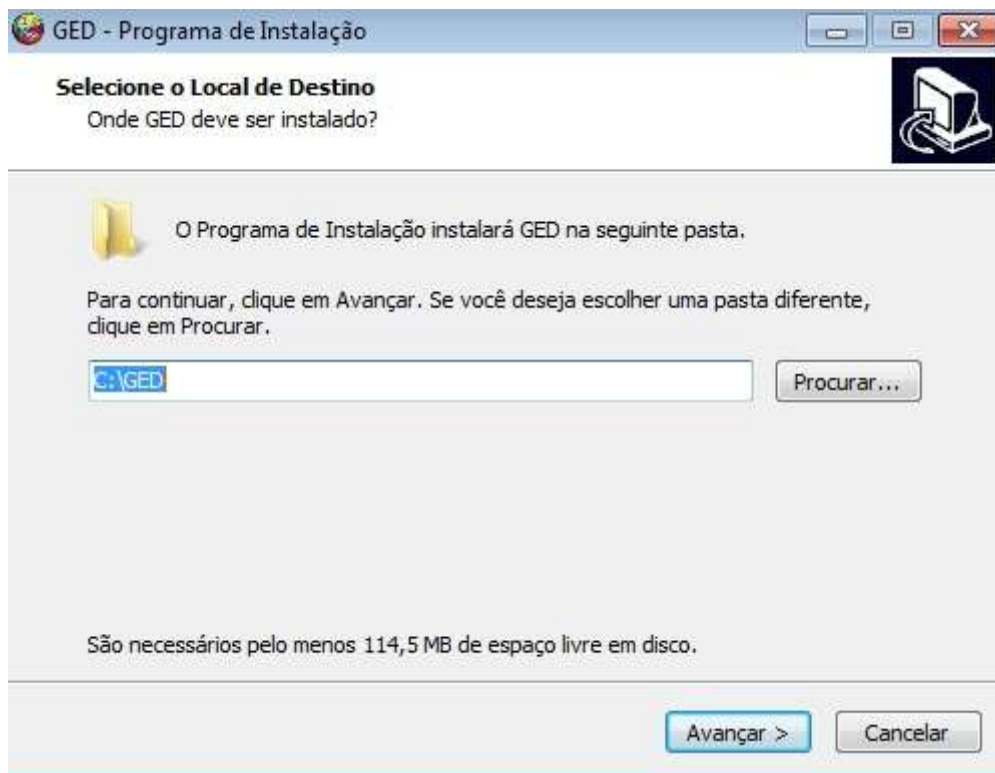 GED - Programa de Instalação
Selecione o Local de Destino
Onde GED deve ser instalado?
O Programa de Instalação instalará GED na seguinte pasta.
Para continuar, clique em Avançar. Se você deseja escolher uma pasta diferente,
clique em Procurar.
C:\GED
Procurar...
São necessários pelo menos 114,5 MB de espaço livre em disco.
Avançar >
Cancelar